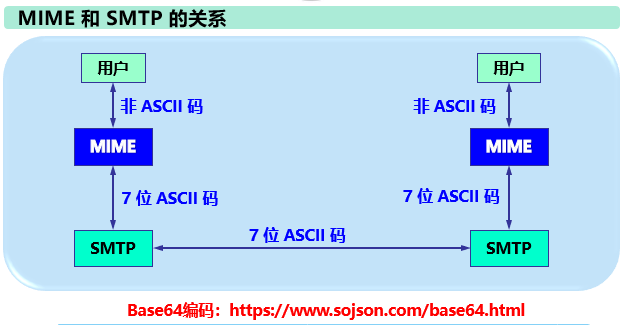 MIME 和 SMTP 的关系
用户 用户
非 ASCII 码 非 ASCII 码
MIME MIME
7 位 ASCII 码 7 位 ASCII 码
7 位 ASCII 码
SMTP SMTP
Base64编码：https://www.sojson.com/base64.html